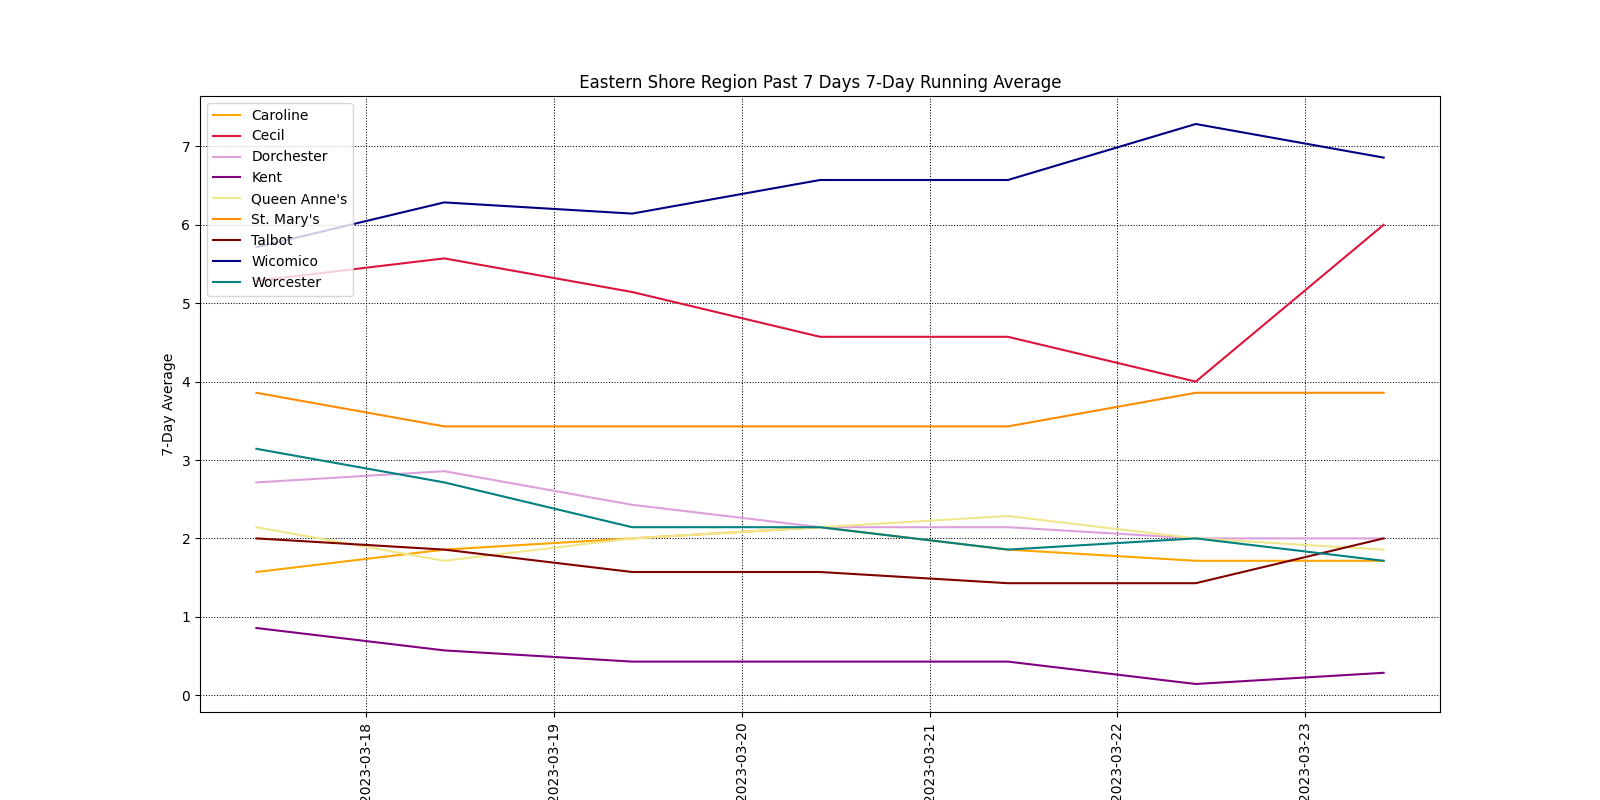 Eastern Shore Region Past 7 Days 7-Day Running Average
Caroline
Cecil
Dorchester
Kent
Queen Anne's
St. Mary's
Talbot
Wicomico
Worcester
7-Day Average
7
6
5
4
3
2
1
0
2023-03-18
2023-03-19
2023-03-20
2023-03-21
2023-03-22
2023-03-23